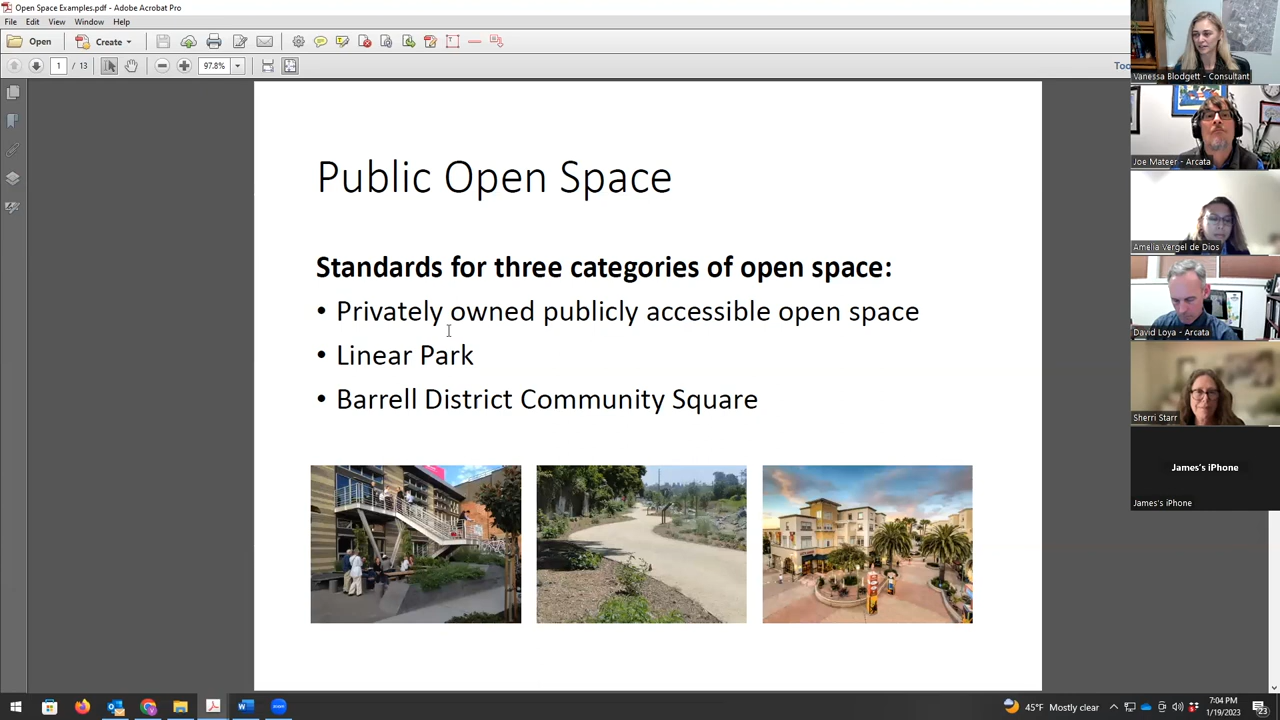 Open Space Examples.pdf - Adobe Acrobat Pro
File Edit View Window Help
Open Create 1 / 13 97.8% Too
Public Open Space
Standards for three categories of open space:
• Privately owned publicly accessible open space
• Linear Park
• Barrell District Community Square
Vanessa Blodgett - Consultant
Joe Mateer - Arcata
Amelia Vergel de Dios
David Loya - Arcata
Sherri Starr
James's iPhone
James's iPhone
45°F Mostly clear
7:04 PM
1/19/2023
23